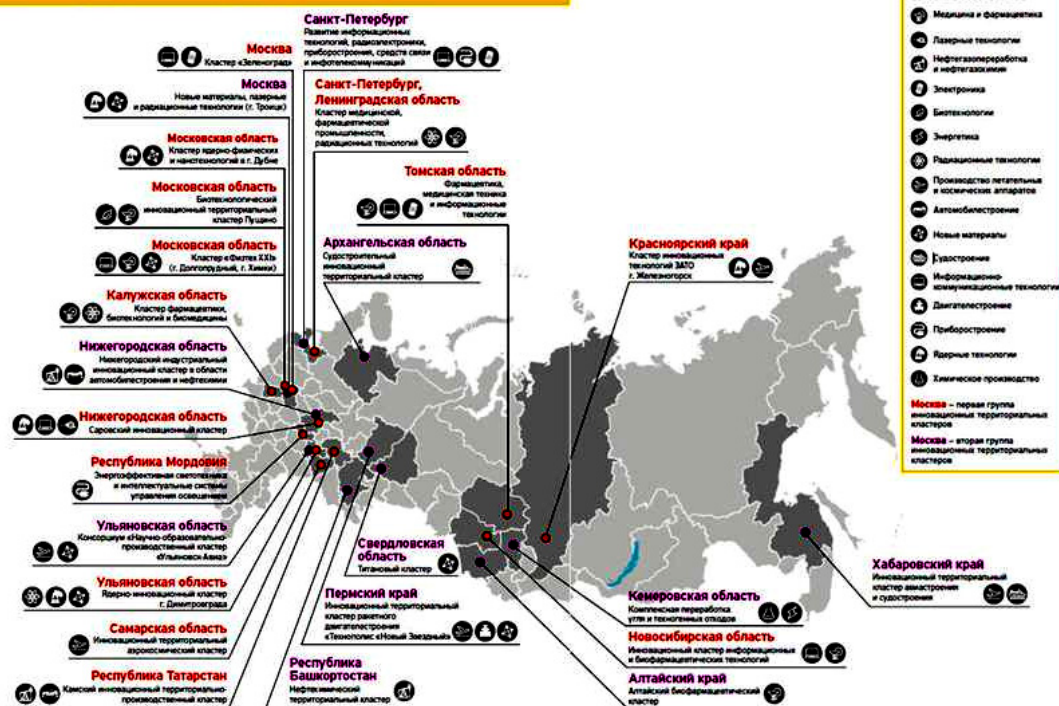 Санкт-Петербург
Развитие информационных
технологий, радиоэлектроники,
приборостроения, средств связи
и инфотелекоммуникаций
Москва
Кластер «Зеленоград»
Москва
Новые материалы, лазерные
и радиационные технологии (г. Троицк)
Санкт-Петербург,
Ленинградская область
Кластер медицинской,
фармацевтической
промышленности,
радиационных технологий
Московская область
Кластер ядерно-физических
и нанотехнологий в г. Дубне
Московская область
Биотехнологический
инновационный территориальный
кластер Пущино
Московская область
Кластер «Физтех XXI»
(г. Долгопрудный, г. Химки)
Томская область
Фармацевтика,
медицинская техника
и информационные
технологии
Архангельская область
Судостроительный
инновационный
территориальный кластер
Красноярский край
Кластер инновационных
технологий ЗАТО
г. Железногорск
Калужская область
Кластер фармацевтики,
биотехнологий и биомедицины
Нижегородская область
Нижегородский индустриальный
инновационный кластер в области
автомобилестроения и нефтехимии
Нижегородская область
Саровский инновационный кластер
Республика Мордовия
Энергоэффективная светотехника
и интеллектуальные системы
управления освещением
Ульяновская область
Консорциум «Научно-образовательно-
производственный кластер
«Ульяновск-Авиа»
Ульяновская область
Ядерно-инновационный кластер
г. Димитровграда
Самарская область
Инновационный территориальный
аэрокосмический кластер
Республика Татарстан
Камский инновационный территориально-
производственный кластер
Свердловская
область
Титановый кластер
Пермский край
Инновационный территориальный
кластер ракетного
двигателестроения
«Технополис «Новый Звездный»
Республика
Башкортостан
Нефтехимический
территориальный кластер
Кемеровская область
Комплексная переработка
угля и техногенных отходов
Новосибирская область
Инновационный кластер информационных
и биофармацевтических технологий
Алтайский край
Алтайский биофармацевтический
кластер
Хабаровский край
Инновационный территориальный
кластер авиастроения
и судостроения
Медицина и фармацевтика
Лазерные технологии
Нефтегазопереработка
и нефтегазохимия
Электроника
Биотехнологии
Энергетика
Радиационные технологии
Производство летательных
и космических аппаратов
Автомобилестроение
Новые материалы
Судостроение
Информационно-
коммуникационные технологии
Двигателестроение
Приборостроение
Ядерные технологии
Химическое производство
Москва – первая группа
инновационных территориальных
кластеров
Москва – вторая группа
инновационных территориальных
кластеров